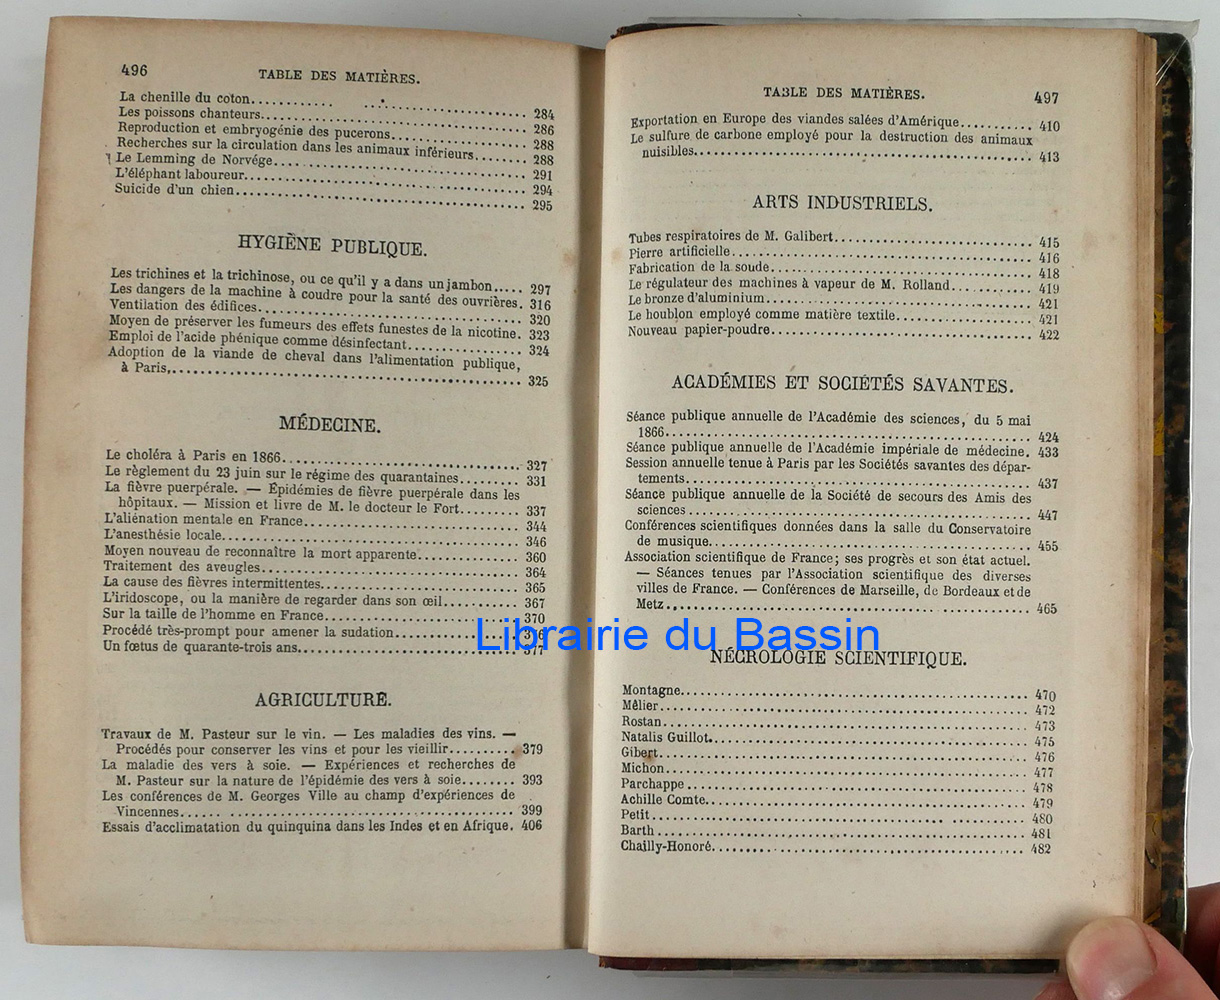 496
TABLE DES MATIÈRES.
La chenille du coton.................... 284
Les poissons chanteurs.................... 286
Reproduction et embryogénie des pucerons.................... 288
Recherches sur la circulation dans les animaux inférieurs........ 288
Le Lemming de Norvége.................... 291
L'éléphant laboureur.................... 294
Suicide d'un chien.................... 295
HYGIÈNE PUBLIQUE.
Les trichines et la trichinose, ou ce qu'il y a dans un jambon..... 297
Les dangers de la machine à coudre pour la santé des ouvrières. 316
Ventilation des édifices.................... 320
Moyen de préserver les fumeurs des effets funestes de la nicotine. 323
Emploi de l'acide phénique comme désinfectant.................... 324
Adoption de la viande de cheval dans l'alimentation publique,
à Paris,.................... 325
MÉDECINE.
Le choléra à Paris en 1866.................... 327
Le règlement du 23 juin sur le régime des quarantaines......... 331
La fièvre puerpérale. — Épidémies de fièvre puerpérale dans les
hôpitaux. — Mission et livre de M. le docteur le Fort........ 337
L'aliénation mentale en France.................... 344
L'anesthésie locale.................... 346
Moyen nouveau de reconnaître la mort apparente.............. 360
Traitement des aveugles.................... 364
La cause des fièvres intermittentes.................... 365
L'iridoscope, ou la manière de regarder dans son œil........... 367
Sur la taille de l'homme en France.................... 370
Procédé très-prompt pour amener la sudation....................
Un fœtus de quarante-trois ans.................... 377
AGRICULTURE.
Travaux de M. Pasteur sur le vin. — Les maladies des vins. —
Procédés pour conserver les vins et pour les vieillir.......... 379
La maladie des vers à soie. — Expériences et recherches de
M. Pasteur sur la nature de l'épidémie des vers à soie........ 393
Les conférences de M. Georges Ville au champ d'expériences de
Vincennes.................... 399
Essais d'acclimatation du quinquina dans les Indes et en Afrique. 406
TABLE DES MATIÈRES.
497
Exportation en Europe des viandes salées d'Amérique........... 410
Le sulfure de carbone employé pour la destruction des animaux
nuisibles.................... 413
ARTS INDUSTRIELS.
Tubes respiratoires de M. Galibert.................... 415
Pierre artificielle.................... 416
Fabrication de la soude.................... 418
Le régulateur des machines à vapeur de M. Rolland............ 419
Le bronze d'aluminium.................... 421
Le houblon employé comme matière textile.................... 421
Nouveau papier-poudre.................... 422
ACADÉMIES ET SOCIÉTÉS SAVANTES.
Séance publique annuelle de l'Académie des sciences, du 5 mai
1866.................... 424
Séance publique annuelle de l'Académie impériale de médecine. 433
Session annuelle tenue à Paris par les Sociétés savantes des dépar-
tements.................... 437
Séance publique annuelle de la Société de secours des Amis des
sciences.................... 447
Conférences scientifiques données dans la salle du Conservatoire
de musique.................... 455
Association scientifique de France; ses progrès et son état actuel.
— Séances tenues par l'Association scientifique des diverses
villes de France. — Conférences de Marseille, de Bordeaux et de
Metz.................... 465
NÉCROLOGIE SCIENTIFIQUE.
Montagne.................... 470
Mêlier.................... 472
Rostan.................... 473
Natalis Guillot.................... 475
Gibert.................... 476
Michon.................... 477
Parchappe.................... 478
Achille Comte.................... 479
Petit.................... 480
Barth.................... 481
Chailly-Honoré.................... 482
Librairie du Bassin